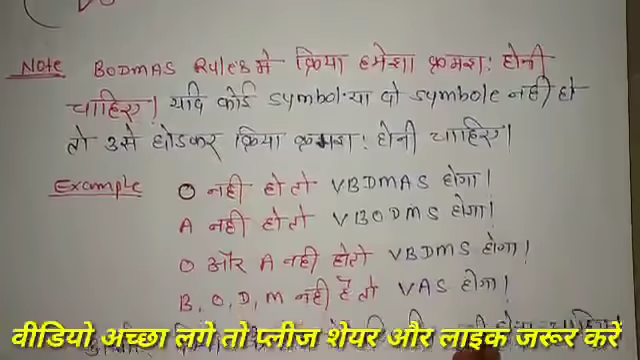 Note BODMAS Rules में क्रिया हमेशा क्रमशः होनी
चाहिए। यदि कोई symbol या दो symbole नहीं हो
तो उसे छोडकर क्रिया क्रमशः होनी चाहिए।
Example O नहीं हो तो VBDMAS होगा।
A नहीं हो तो VBODMS होगा।
O और A नहीं हो तो VBDMS होगा।
B, O, D, M नहीं है तो VAS होगा।
वीडियो अच्छा लगे तो प्लीज शेयर और लाइक जरूर करें